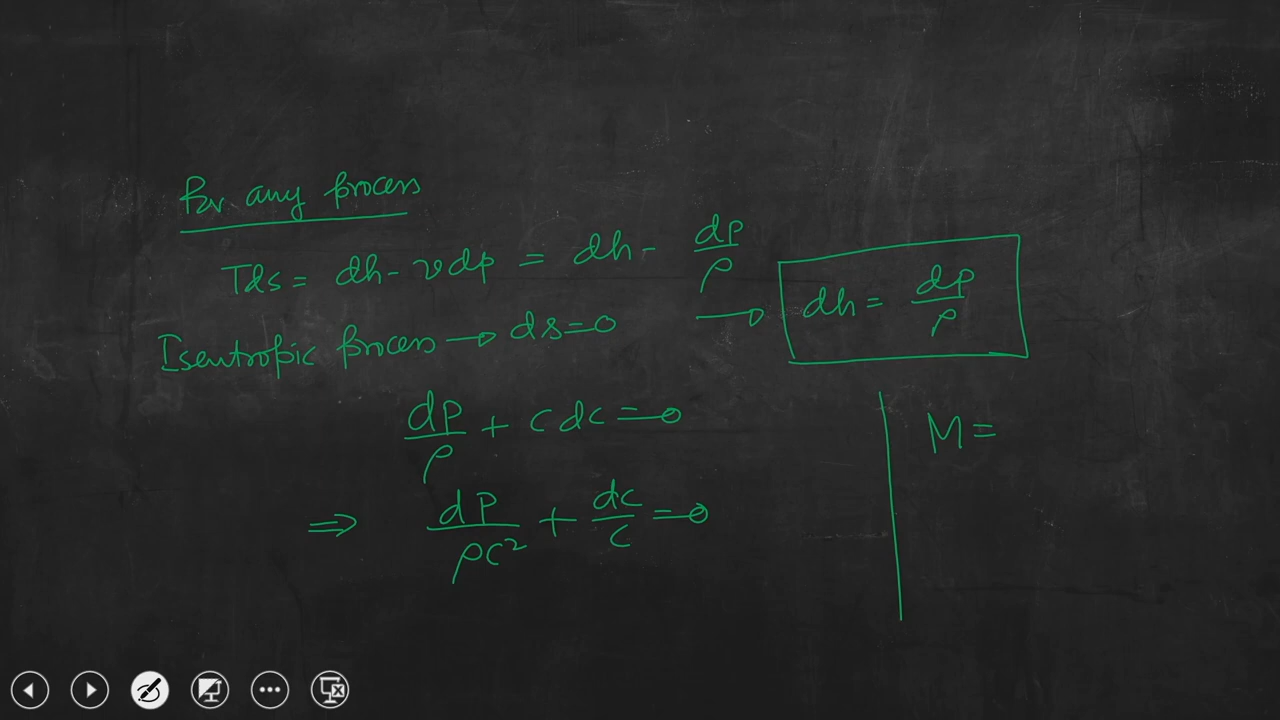 For any process
Tds = dh - vdp = dh - dp/ρ
→ dh = dp/ρ
Isentropic process → ds=0
dP/ρ + cdc = 0
⇒ dP/ρc² + dc/c = 0
M =